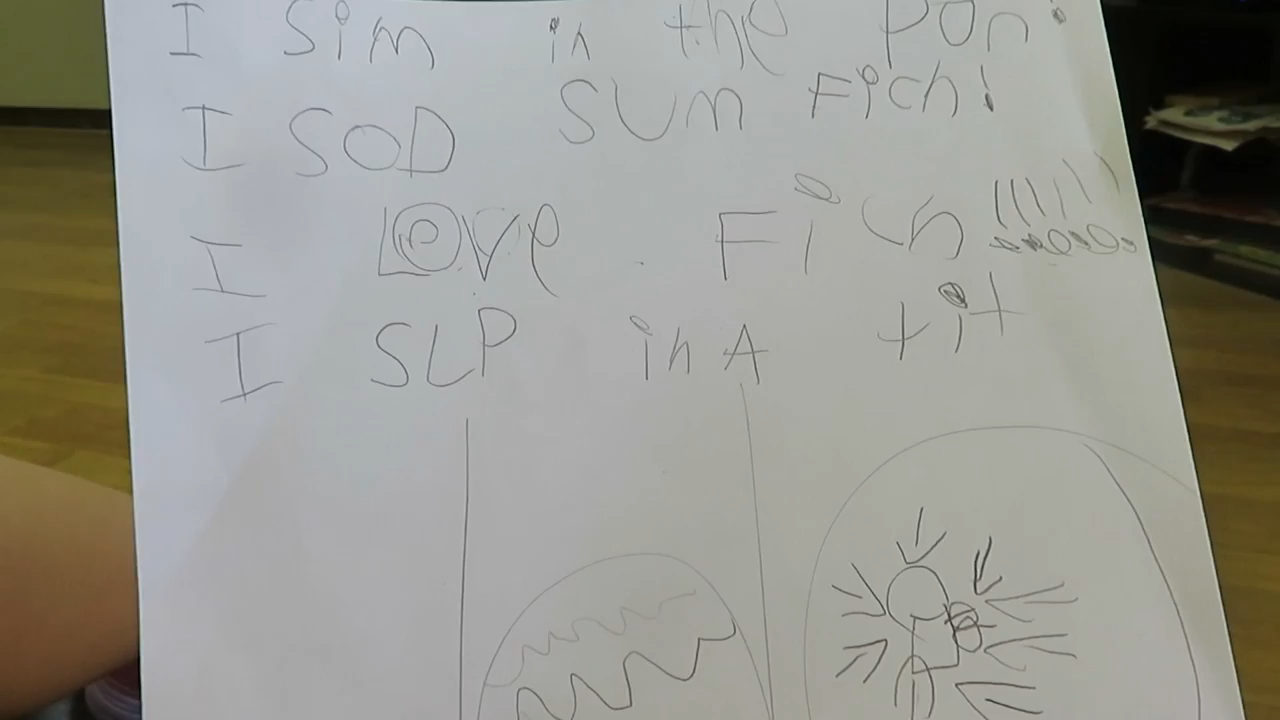 I Sim in the Pon!
I SOD SUm Fich!
I LOve Fich !!!!!!
I SLP in A tit